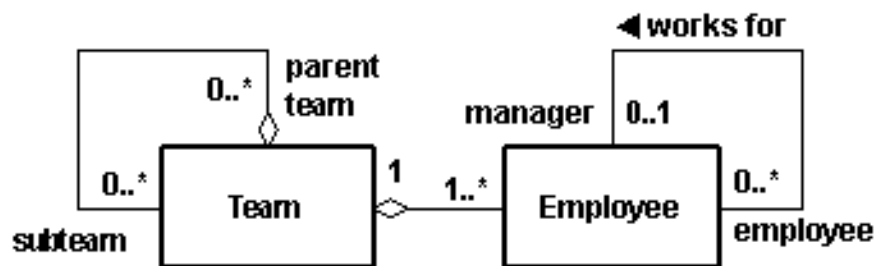 ◀ works for
parent
team
0..*
manager
0..1
0..*
Team
1
1..*
Employee
0..*
subteam
employee